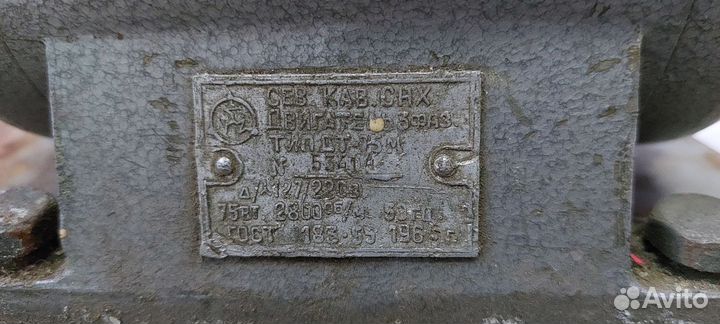 СЕВ. КАВ. СНХ
ДВИГАТЕЛЬ 3ФАЗ.
ТИП ДТ-75М
№ 53404
Д/λ 127/220В
75ВТ. 2800ОБ/М. 50ГЦ.
ГОСТ 183-55 1965г.
Avito